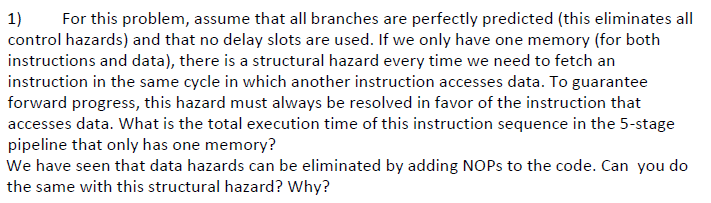 1) For this problem, assume that all branches are perfectly predicted (this eliminates all
control hazards) and that no delay slots are used. If we only have one memory (for both
instructions and data), there is a structural hazard every time we need to fetch an
instruction in the same cycle in which another instruction accesses data. To guarantee
forward progress, this hazard must always be resolved in favor of the instruction that
accesses data. What is the total execution time of this instruction sequence in the 5-stage
pipeline that only has one memory?
We have seen that data hazards can be eliminated by adding NOPs to the code. Can you do
the same with this structural hazard? Why?